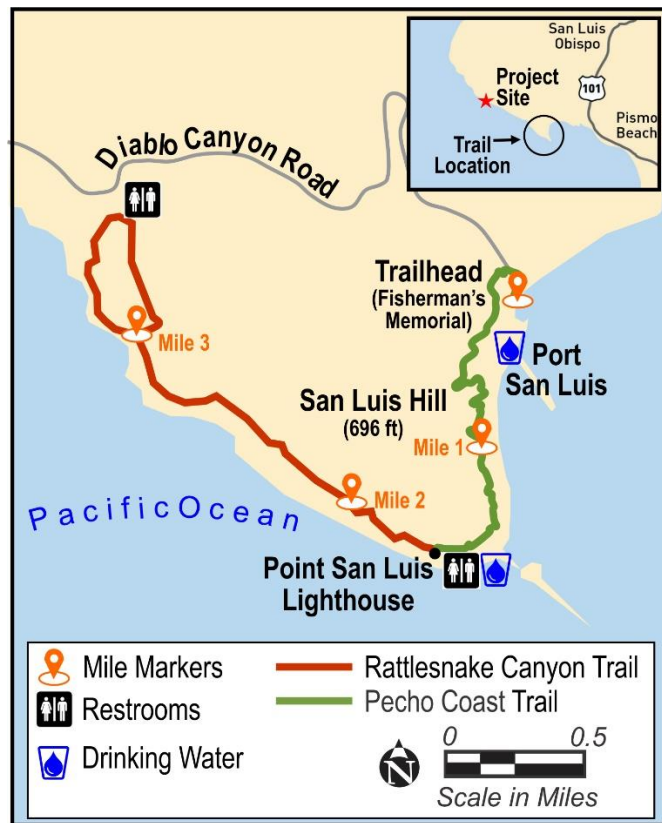 San Luis
Obispo
101
Project
Site
Pismo
Beach
Trail
Location
Diablo Canyon Road
Trailhead
(Fisherman's
Memorial)
Port
San Luis
Mile 3
San Luis Hill
(696 ft)
Mile 1
Mile 2
Pacific Ocean
Point San Luis
Lighthouse
Mile Markers
Rattlesnake Canyon Trail
Restrooms
Pecho Coast Trail
Drinking Water
N
0 0.5
Scale in Miles